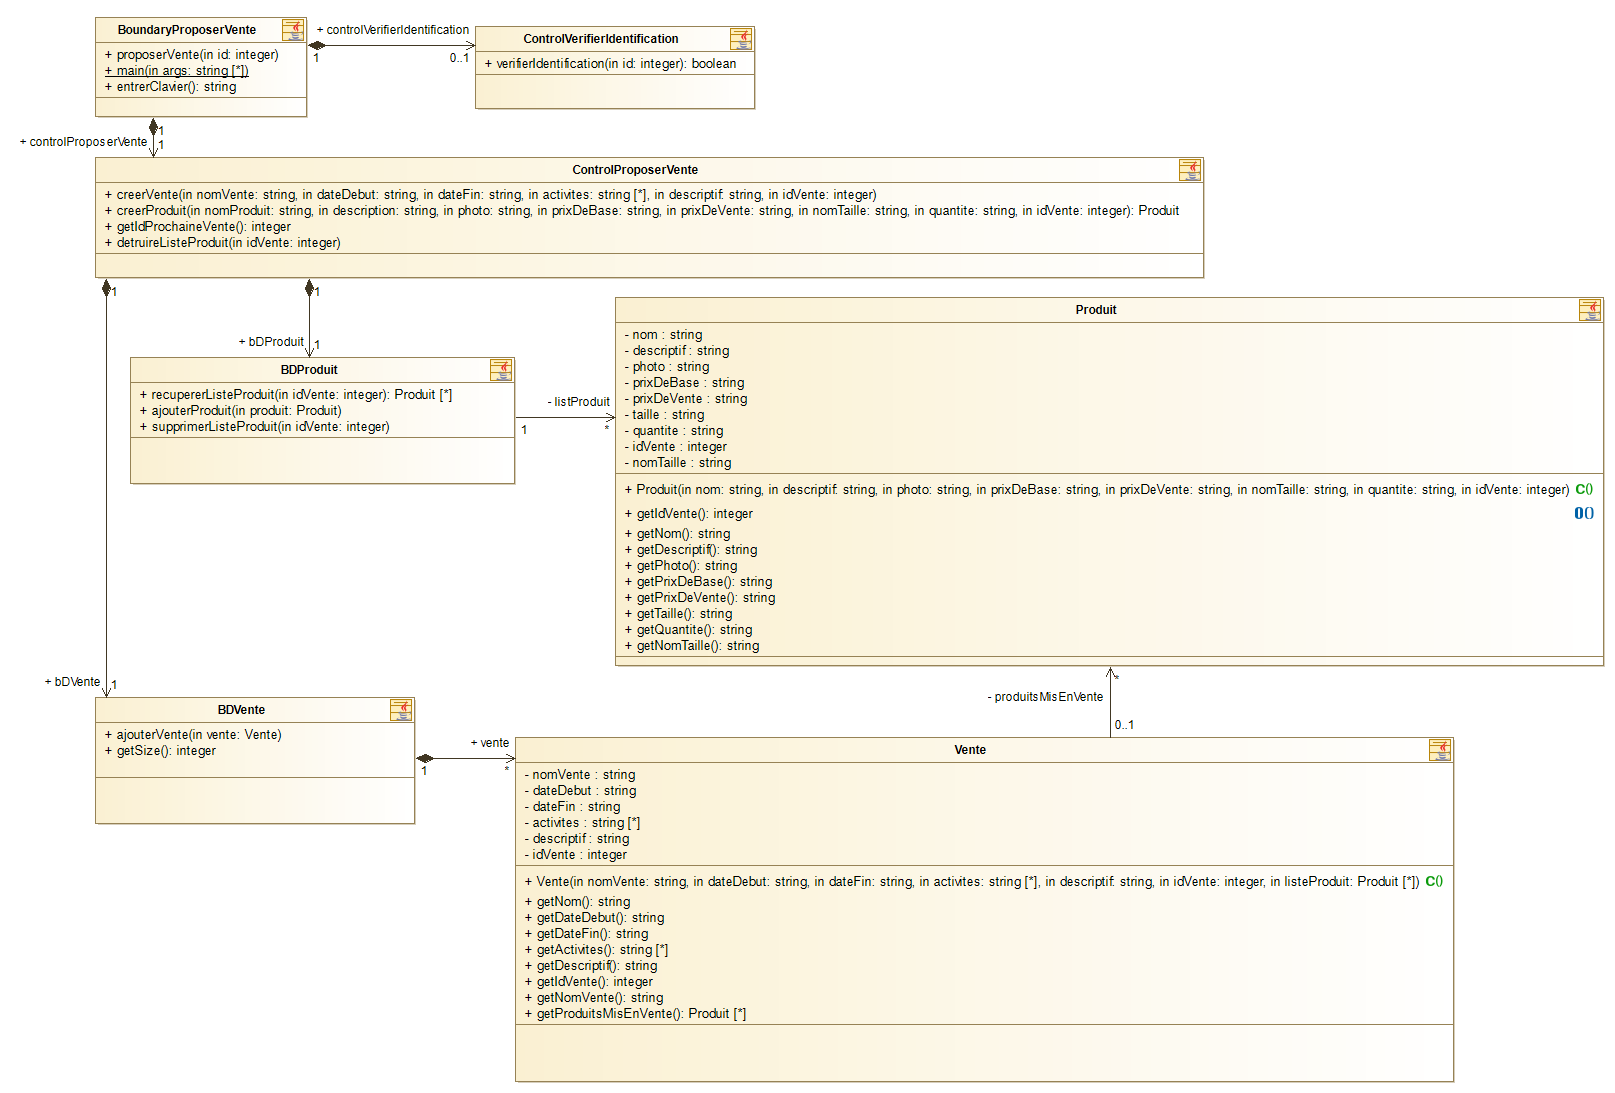 BoundaryProposerVente
+ proposerVente(in id: integer)
+ main(in args: string [*])
+ entrerClavier(): string
+ controlVerifierIdentification
1
0..1
ControlVerifierIdentification
+ verifierIdentification(in id: integer): boolean
1
+ controlProposerVente
1
ControlProposerVente
+ creerVente(in nomVente: string, in dateDebut: string, in dateFin: string, in activites: string [*], in descriptif: string, in idVente: integer)
+ creerProduit(in nomProduit: string, in description: string, in photo: string, in prixDeBase: string, in prixDeVente: string, in nomTaille: string, in quantite: string, in idVente: integer): Produit
+ getIdProchaineVente(): integer
+ detruireListeProduit(in idVente: integer)
1
1
+ bDProduit
1
BDProduit
+ recupererListeProduit(in idVente: integer): Produit [*]
+ ajouterProduit(in produit: Produit)
+ supprimerListeProduit(in idVente: integer)
- listProduit
1
*
Produit
- nom : string
- descriptif : string
- photo : string
- prixDeBase : string
- prixDeVente : string
- taille : string
- quantite : string
- idVente : integer
- nomTaille : string
+ Produit(in nom: string, in descriptif: string, in photo: string, in prixDeBase: string, in prixDeVente: string, in nomTaille: string, in quantite: string, in idVente: integer) C()
+ getIdVente(): integer O()
+ getNom(): string
+ getDescriptif(): string
+ getPhoto(): string
+ getPrixDeBase(): string
+ getPrixDeVente(): string
+ getTaille(): string
+ getQuantite(): string
+ getNomTaille(): string
+ bDVente
1
*
- produitsMisEnVente
0..1
BDVente
+ ajouterVente(in vente: Vente)
+ getSize(): integer
+ vente
1
*
Vente
- nomVente : string
- dateDebut : string
- dateFin : string
- activites : string [*]
- descriptif : string
- idVente : integer
+ Vente(in nomVente: string, in dateDebut: string, in dateFin: string, in activites: string [*], in descriptif: string, in idVente: integer, in listeProduit: Produit [*]) C()
+ getNom(): string
+ getDateDebut(): string
+ getDateFin(): string
+ getActivites(): string [*]
+ getDescriptif(): string
+ getIdVente(): integer
+ getNomVente(): string
+ getProduitsMisEnVente(): Produit [*]